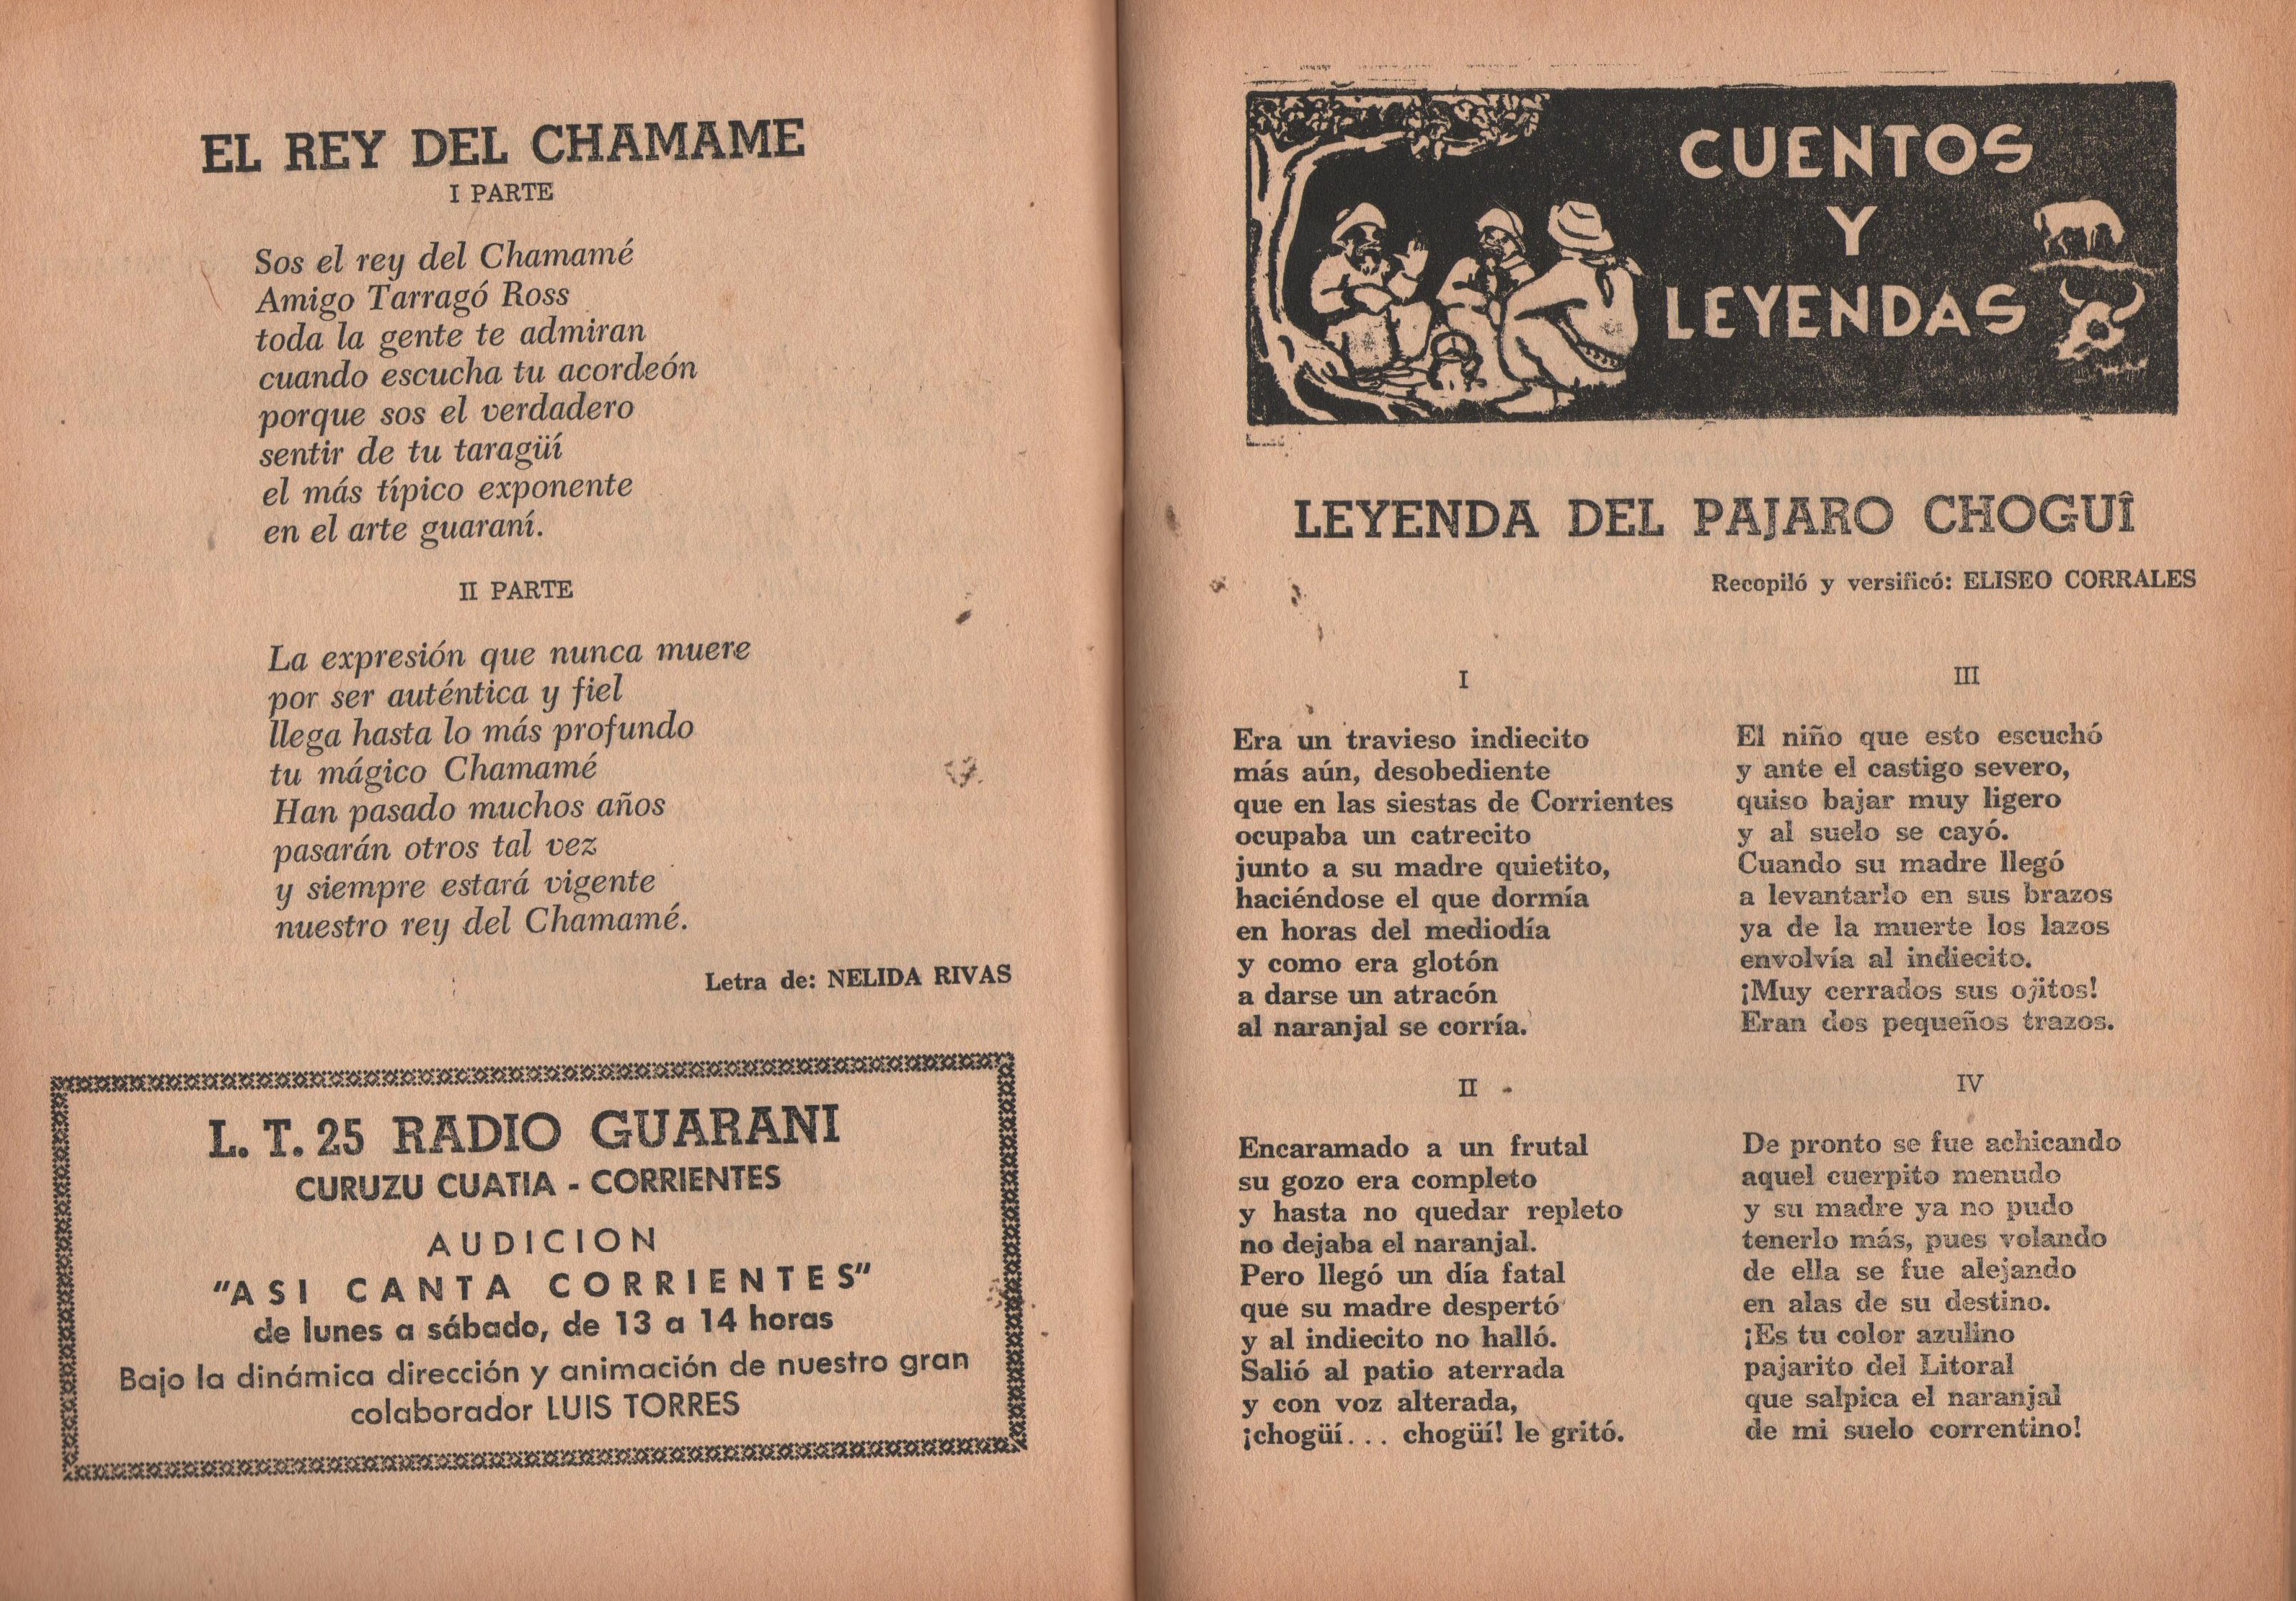 EL REY DEL CHAMAME
I PARTE
Sos el rey del Chamamé
Amigo Tarragó Ross
toda la gente te admiran
cuando escucha tu acordeón
porque sos el verdadero
sentir de tu taragüí
el más típico exponente
en el arte guaraní.
II PARTE
La expresión que nunca muere
por ser auténtica y fiel
llega hasta lo más profundo
tu mágico Chamamé
Han pasado muchos años
pasarán otros tal vez
y siempre estará vigente
nuestro rey del Chamamé.
Letra de: NELIDA RIVAS
L. T. 25 RADIO GUARANI
CURUZU CUATIA - CORRIENTES
AUDICION
"ASI CANTA CORRIENTES"
de lunes a sábado, de 13 a 14 horas
Bajo la dinámica dirección y animación de nuestro gran
colaborador LUIS TORRES
CUENTOS
Y
LEYENDAS
LEYENDA DEL PAJARO CHOGUÎ
Recopiló y versificó: ELISEO CORRALES
I
Era un travieso indiecito
más aún, desobediente
que en las siestas de Corrientes
ocupaba un catrecito
junto a su madre quietito,
haciéndose el que dormía
en horas del mediodía
y como era glotón
a darse un atracón
al naranjal se corría.
II
Encaramado a un frutal
su gozo era completo
y hasta no quedar repleto
no dejaba el naranjal.
Pero llegó un día fatal
que su madre despertó
y al indiecito no halló.
Salió al patio aterrada
y con voz alterada,
¡chogüí... chogüí! le gritó.
III
El niño que esto escuchó
y ante el castigo severo,
quiso bajar muy ligero
y al suelo se cayó.
Cuando su madre llegó
a levantarlo en sus brazos
ya de la muerte los lazos
envolvía al indiecito.
¡Muy cerrados sus ojitos!
Eran dos pequeños trazos.
IV
De pronto se fue achicando
aquel cuerpito menudo
y su madre ya no pudo
tenerlo más, pues volando
de ella se fue alejando
en alas de su destino.
¡Es tu color azulino
pajarito del Litoral
que salpica el naranjal
de mi suelo correntino!